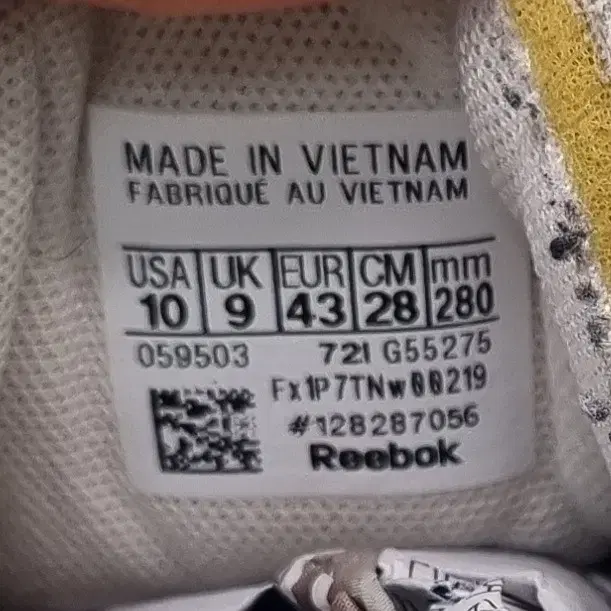 MADE IN VIETNAM
FABRIQUÉ AU VIETNAM
USA UK EUR CM mm
10 9 43 28 280
059503 721 G55275
Fx1P7TNw00219
#128287056
Reebok